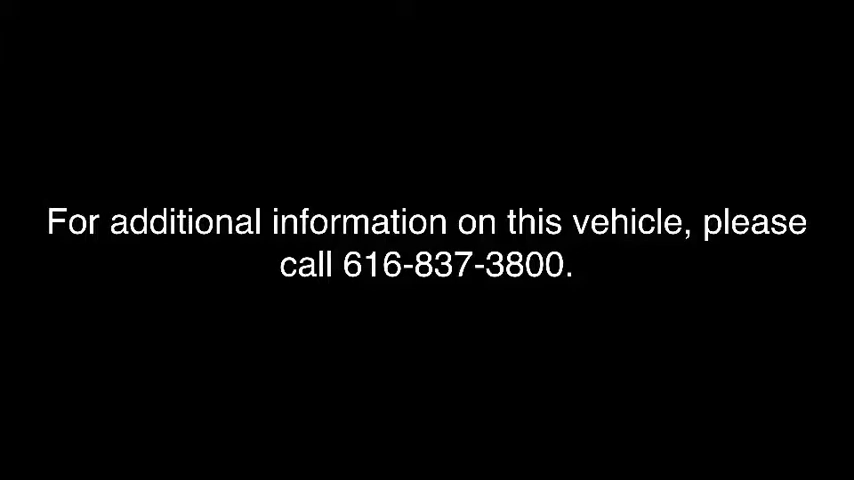 For additional information on this vehicle, please
call 616-837-3800.